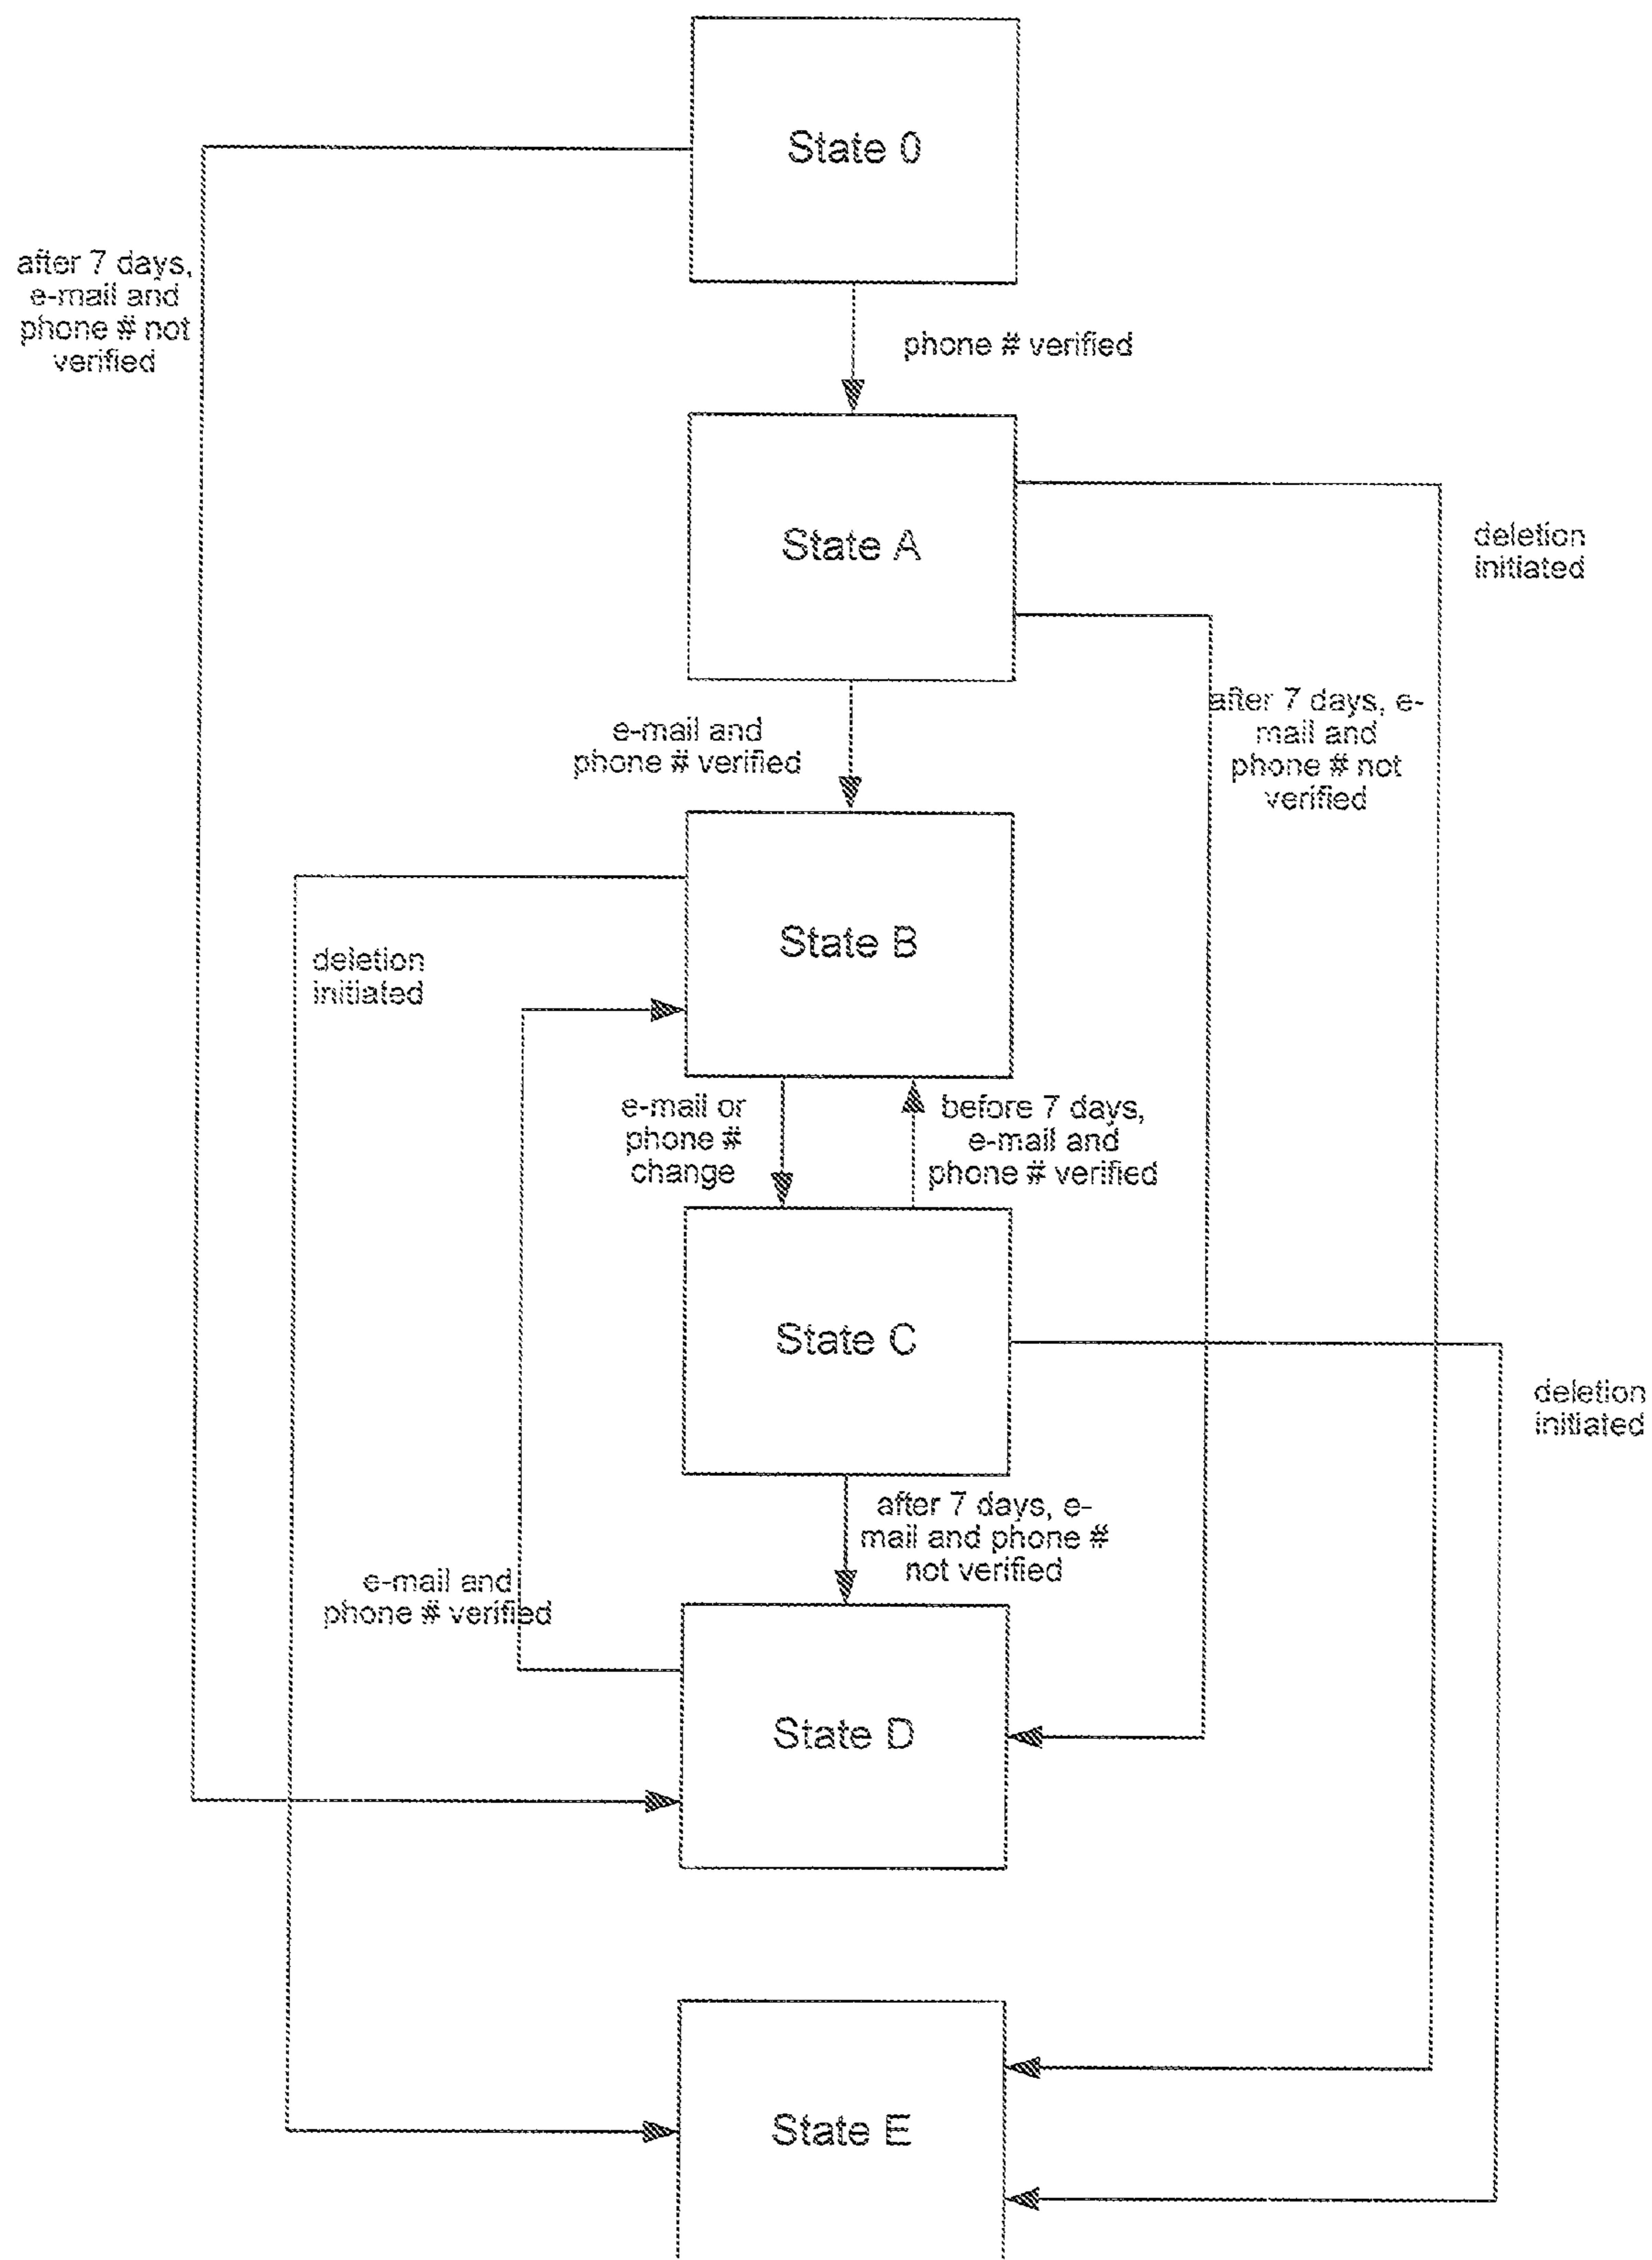 State 0
after 7 days,
e-mail and
phone # not
verified
phone # verified
State A
deletion
initiated
after 7 days, e-
mail and
phone # not
verified
e-mail and
phone # verified
State B
deletion
initiated
e-mail or
phone #
change
before 7 days,
e-mail and
phone # verified
State C
deletion
initiated
after 7 days, e-
mail and phone #
not verified
e-mail and
phone # verified
State D
State E